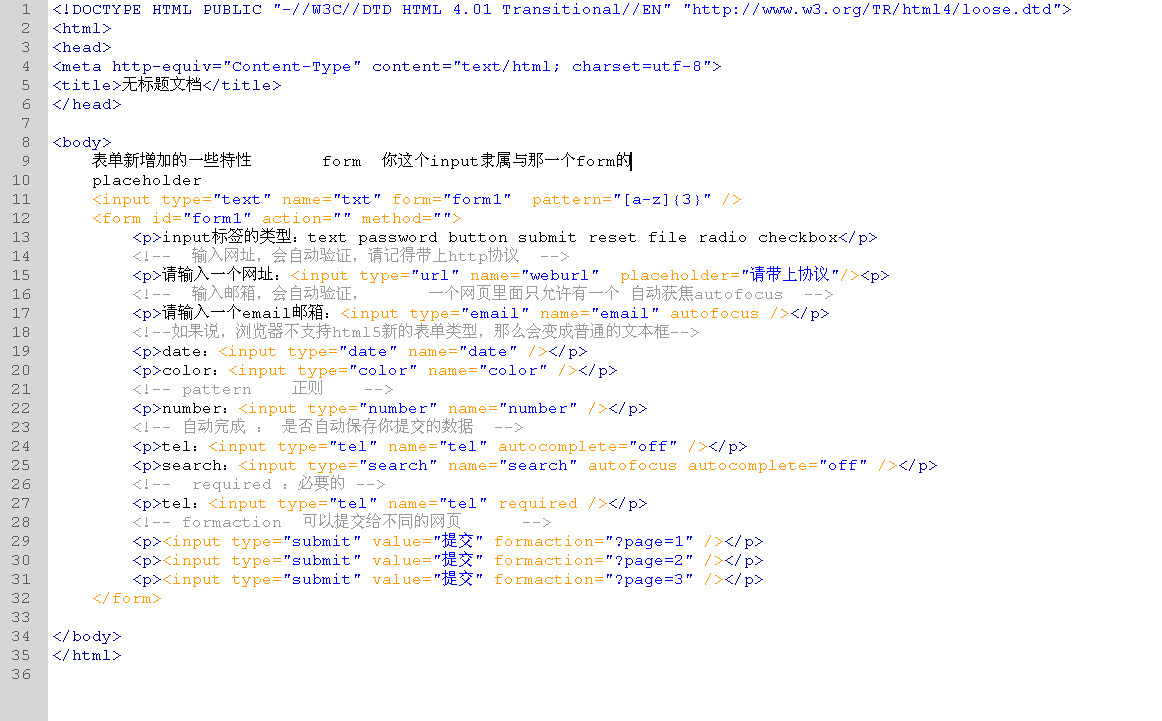 1 <!DOCTYPE HTML PUBLIC "-//W3C//DTD HTML 4.01 Transitional//EN" "http://www.w3.org/TR/html4/loose.dtd">
2 <html>
3 <head>
4 <meta http-equiv="Content-Type" content="text/html; charset=utf-8">
5 <title>无标题文档</title>
6 </head>
7
8 <body>
9     表单新增加的一些特性       form  你这个input隶属与那一个form的
10     placeholder
11     <input type="text" name="txt" form="form1"  pattern="[a-z]{3}" />
12     <form id="form1" action="" method="">
13         <p>input标签的类型：text password button submit reset file radio checkbox</p>
14         <!--  输入网址，会自动验证，请记得带上http协议  -->
15         <p>请输入一个网址：<input type="url" name="weburl"  placeholder="请带上协议"/><p>
16         <!--  输入邮箱，会自动验证，       一个网页里面只允许有一个 自动获焦autofocus  -->
17         <p>请输入一个email邮箱：<input type="email" name="email" autofocus /></p>
18         <!--如果说，浏览器不支持html5新的表单类型，那么会变成普通的文本框-->
19         <p>date：<input type="date" name="date" /></p>
20         <p>color：<input type="color" name="color" /></p>
21         <!-- pattern    正则    -->
22         <p>number：<input type="number" name="number" /></p>
23         <!-- 自动完成 ： 是否自动保存你提交的数据  -->
24         <p>tel：<input type="tel" name="tel" autocomplete="off" /></p>
25         <p>search：<input type="search" name="search" autofocus autocomplete="off" /></p>
26         <!--  required ：必要的 -->
27         <p>tel：<input type="tel" name="tel" required /></p>
28         <!-- formaction  可以提交给不同的网页      -->
29         <p><input type="submit" value="提交" formaction="?page=1" /></p>
30         <p><input type="submit" value="提交" formaction="?page=2" /></p>
31         <p><input type="submit" value="提交" formaction="?page=3" /></p>
32     </form>
33
34 </body>
35 </html>
36